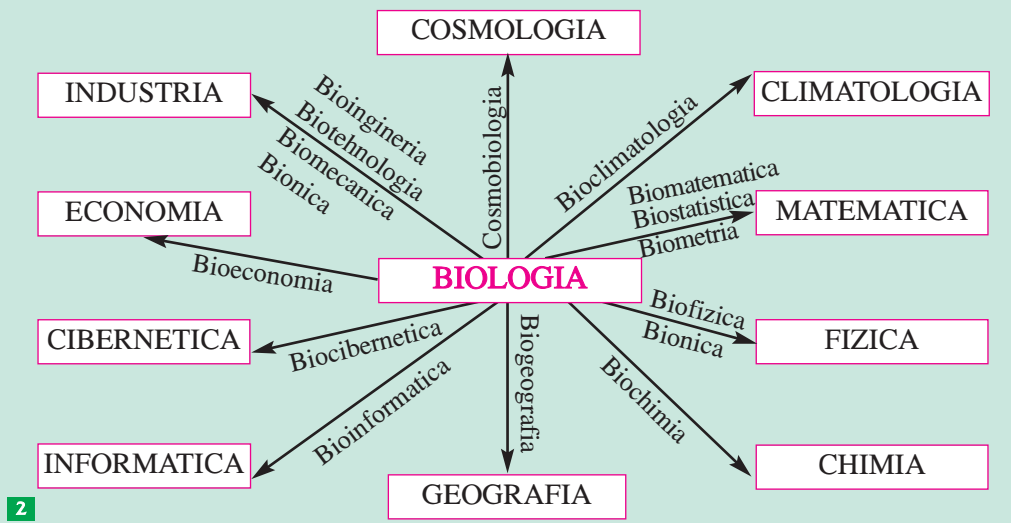 COSMOLOGIA
INDUSTRIA
CLIMATOLOGIA
Bioingineria
Biotehnologia
Biomecanica
Bionica
Cosmobiologia
Bioclimatologia
Biomatematica
Biostatistica
Biometria
ECONOMIA
MATEMATICA
Bioeconomia
BIOLOGIA
CIBERNETICA
Biocibernetica
Biofizica
Bionica
FIZICA
Bioinformatica
Biogeografia
Biochimia
INFORMATICA
GEOGRAFIA
CHIMIA
2